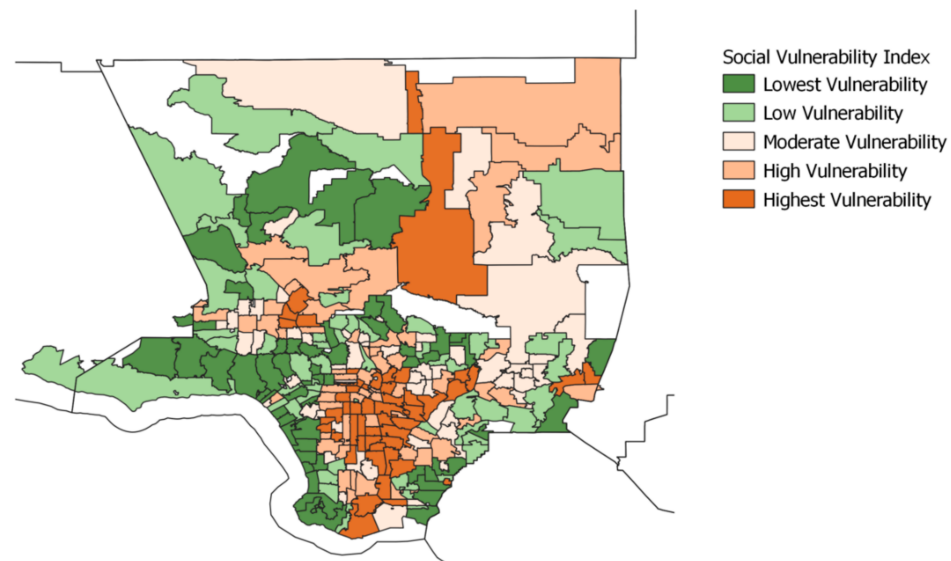 Social Vulnerability Index
Lowest Vulnerability
Low Vulnerability
Moderate Vulnerability
High Vulnerability
Highest Vulnerability